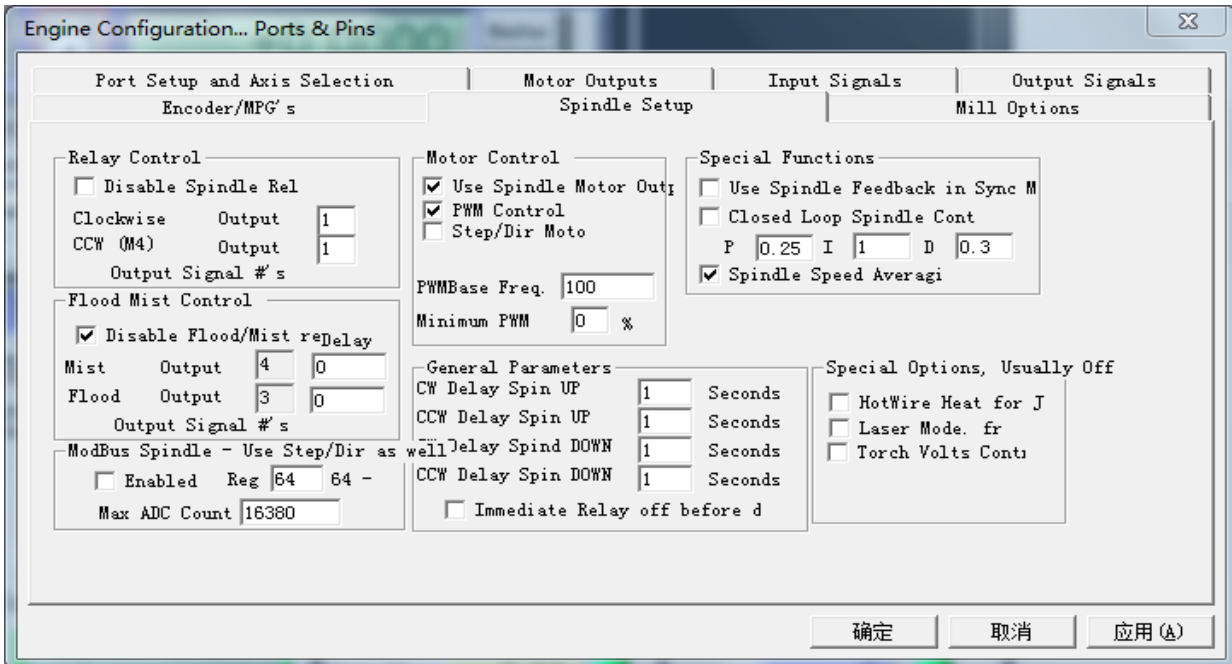 Engine Configuration... Ports & Pins
Port Setup and Axis Selection
Motor Outputs
Input Signals
Output Signals
Encoder/MPG's
Spindle Setup
Mill Options
Relay Control
Disable Spindle Rel
Clockwise Output 1
CCW (M4) Output 1
Output Signal #'s
Flood Mist Control
Disable Flood/Mist re Delay
Mist Output 4 0
Flood Output 3 0
Output Signal #'s
ModBus Spindle - Use Step/Dir as well
Enabled Reg 64 64 -
Max ADC Count 16380
Motor Control
Use Spindle Motor Outp
PWM Control
Step/Dir Moto
PWMBase Freq. 100
Minimum PWM 0 %
General Parameters
CW Delay Spin UP 1 Seconds
CCW Delay Spin UP 1 Seconds
Delay Spind DOWN 1 Seconds
CCW Delay Spin DOWN 1 Seconds
Immediate Relay off before d
Special Functions
Use Spindle Feedback in Sync M
Closed Loop Spindle Cont
P 0.25 I 1 D 0.3
Spindle Speed Averagi
Special Options, Usually Off
HotWire Heat for J
Laser Mode. fr
Torch Volts Cont
确定
取消
应用(A)